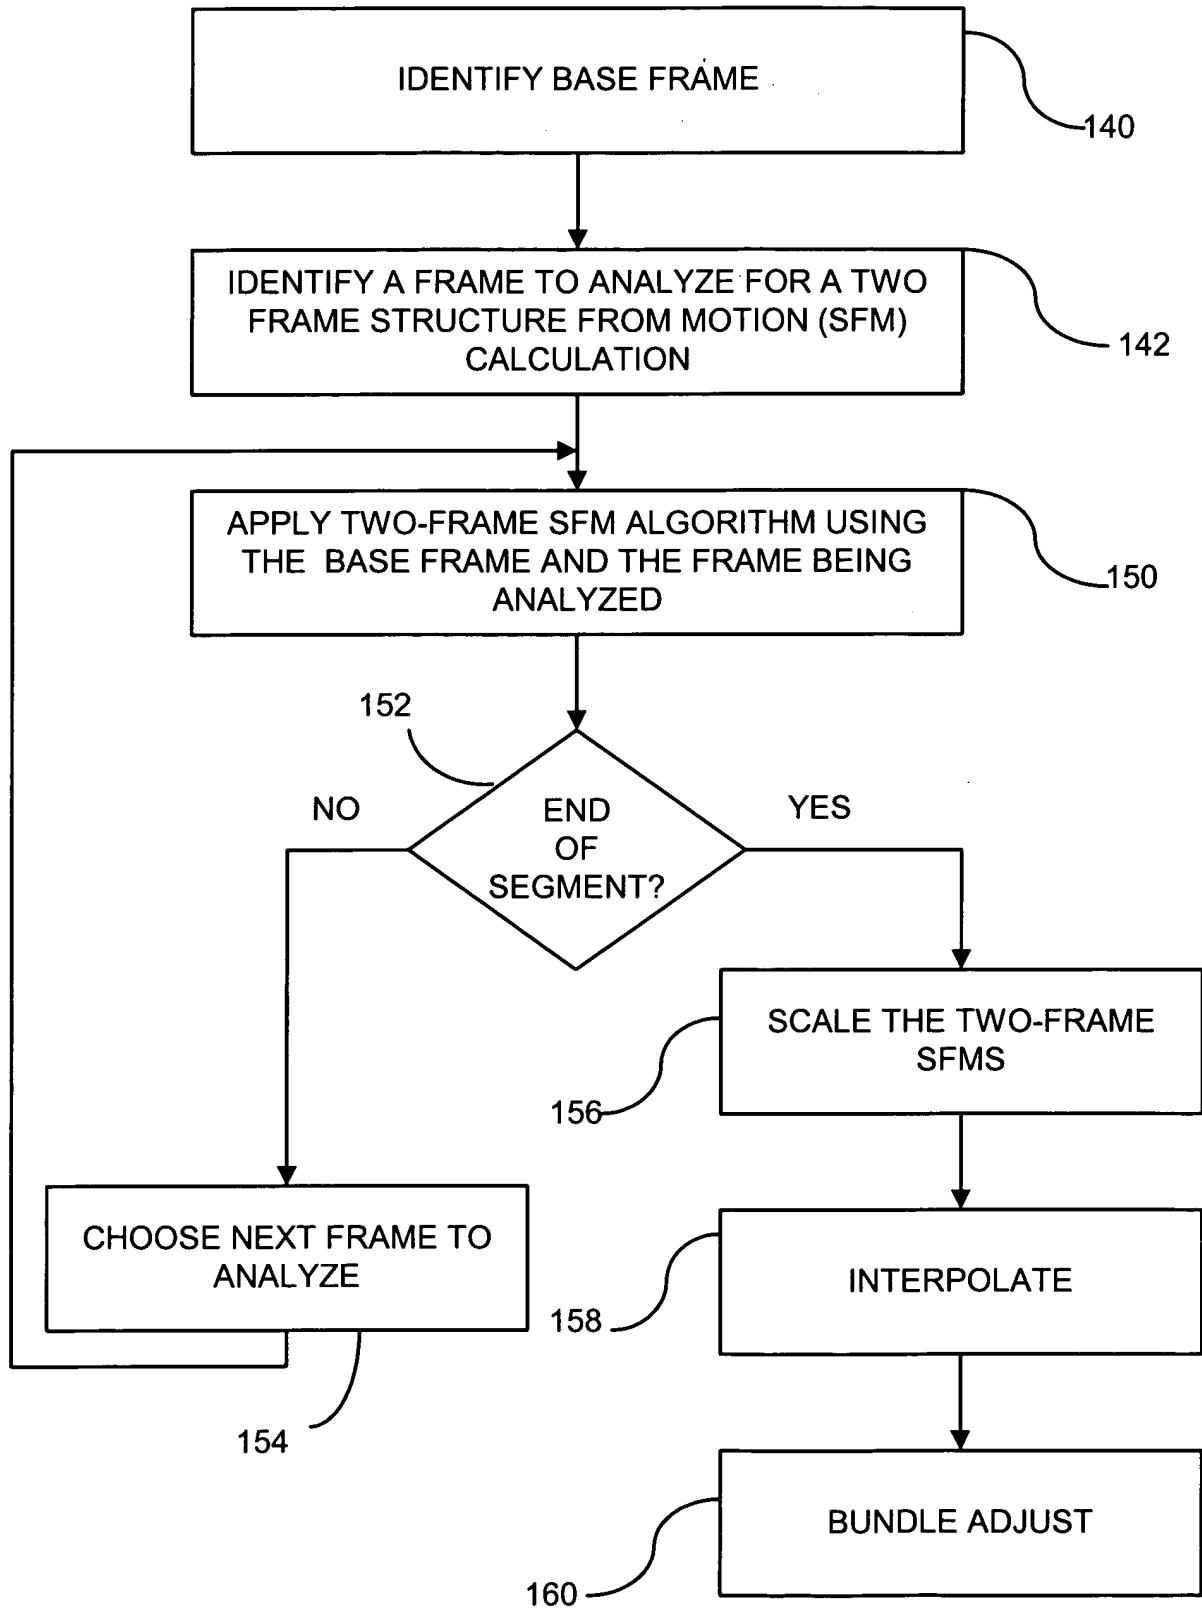 IDENTIFY BASE FRAME
140
IDENTIFY A FRAME TO ANALYZE FOR A TWO
FRAME STRUCTURE FROM MOTION (SFM)
CALCULATION
142
APPLY TWO-FRAME SFM ALGORITHM USING
THE BASE FRAME AND THE FRAME BEING
ANALYZED
150
152
NO
YES
END
OF
SEGMENT?
SCALE THE TWO-FRAME
SFMS
156
CHOOSE NEXT FRAME TO
ANALYZE
154
INTERPOLATE
158
BUNDLE ADJUST
160